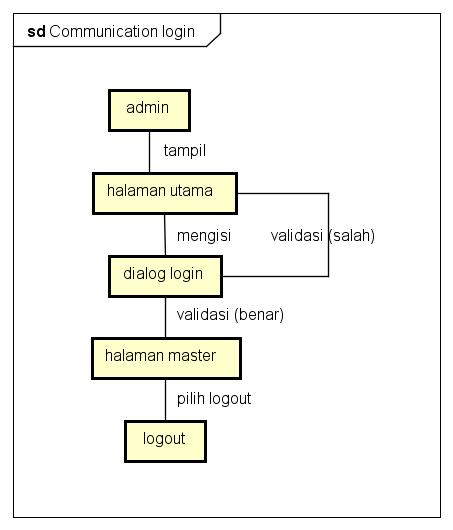 sd Communication login
admin
tampil
halaman utama
mengisi
validasi (salah)
dialog login
validasi (benar)
halaman master
pilih logout
logout